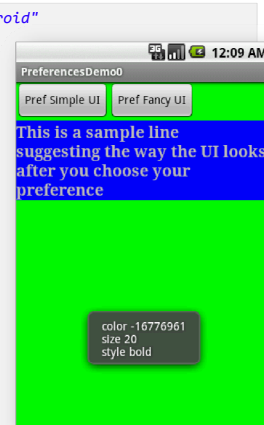 roid"
3G 12:09 AM
PreferencesDemo0
Pref Simple UI Pref Fancy UI
This is a sample line
suggesting the way the UI looks
after you choose your
preference
color -16776961
size 20
style bold